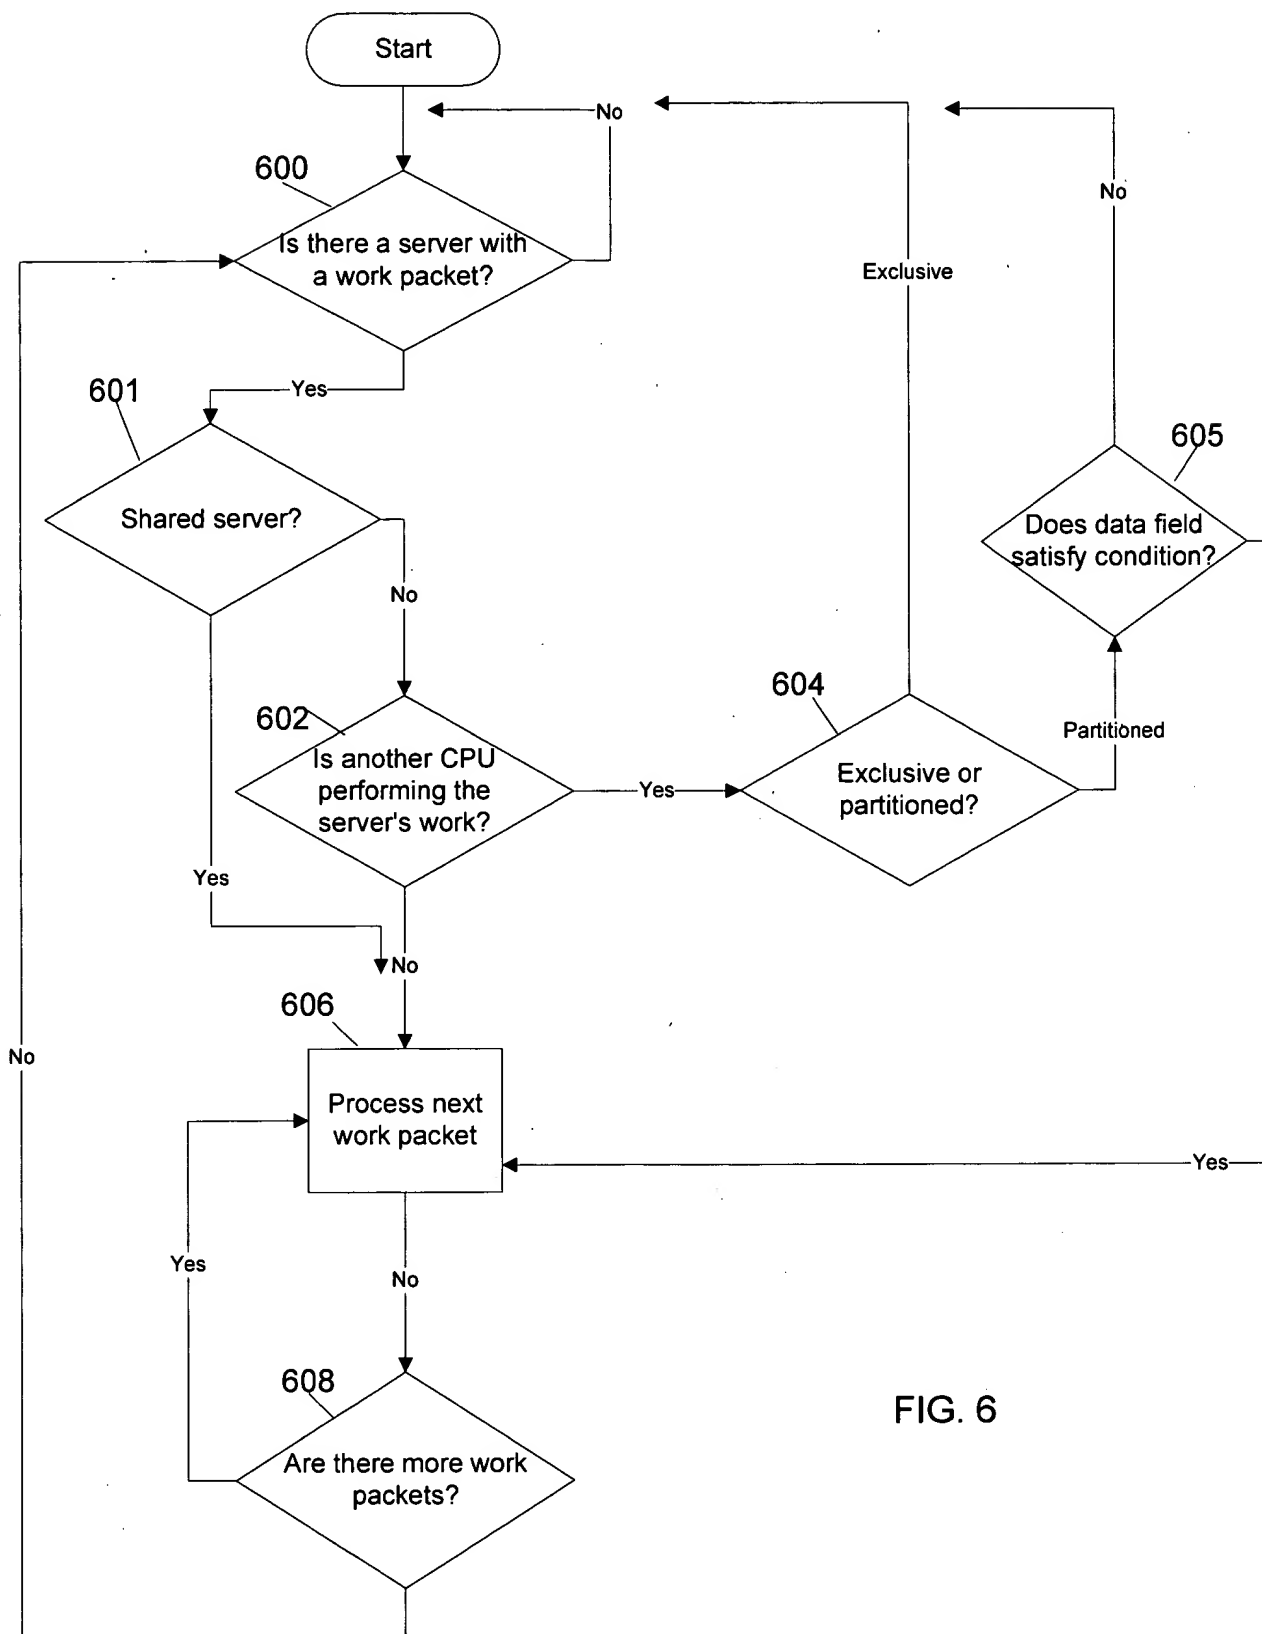 Start
No
600
Is there a server with
a work packet?
No
Exclusive
Yes
601
605
Shared server?
Does data field
satisfy condition?
No
604
602
Partitioned
Is another CPU
performing the
server's work?
Yes
Exclusive or
partitioned?
Yes
No
606
No
Process next
work packet
Yes
Yes
No
608
FIG. 6
Are there more work
packets?